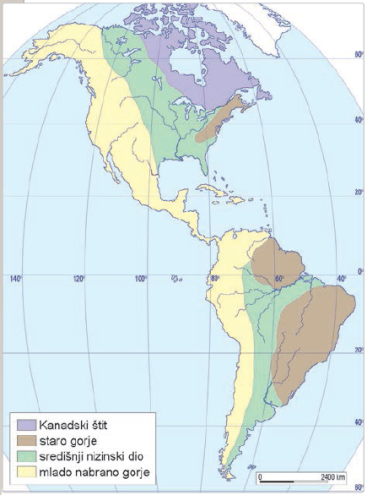 60°
40°
20°
140° 120° 100° 80° 60° 40°
0° 0°
20°
40°
60°
Kanadski štit
staro gorje
središnji nizinski dio
mlado nabrano gorje
0 2400 km